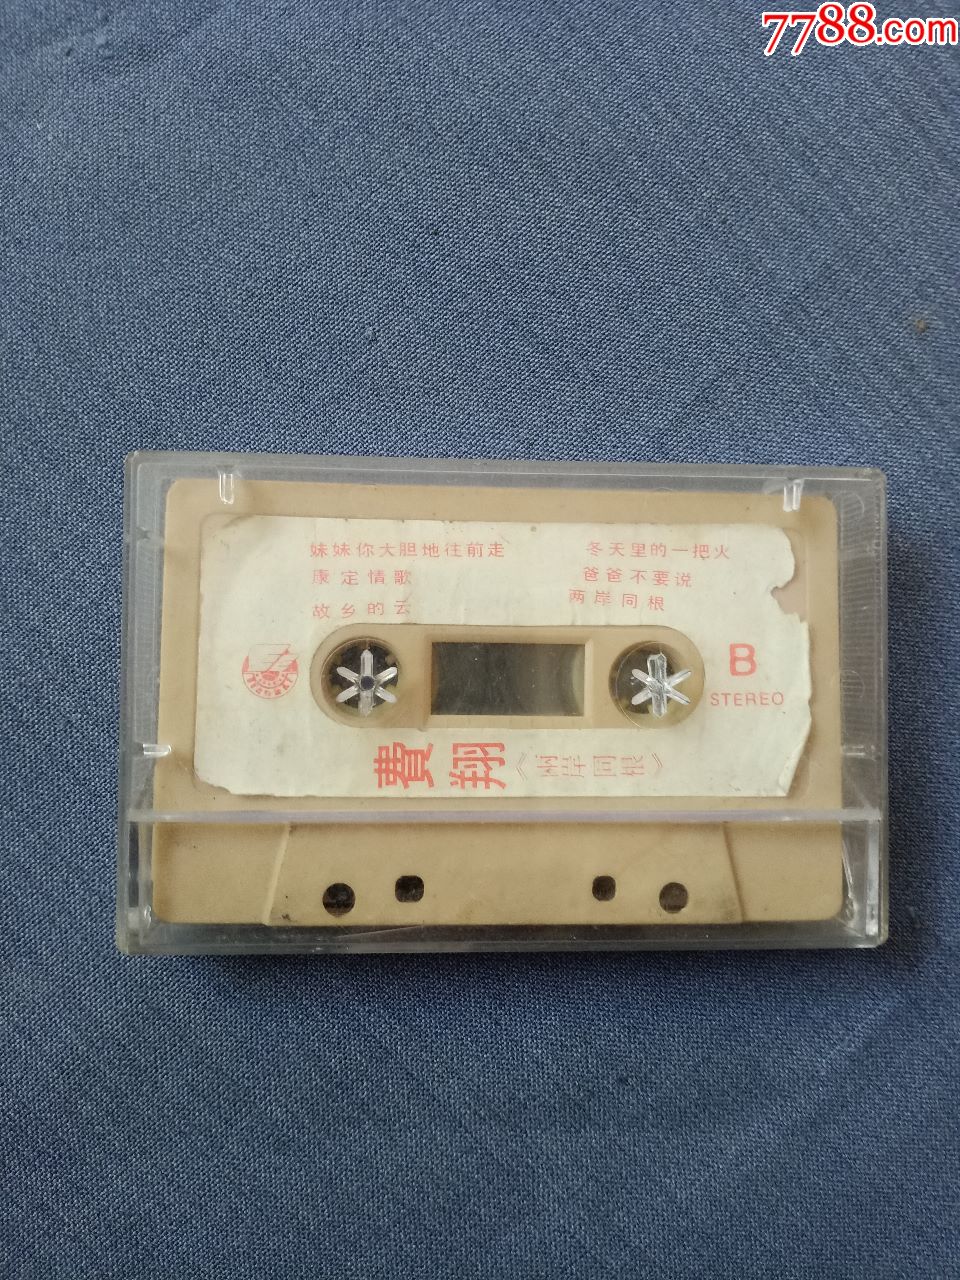 7788.com
妹妹你大胆地往前走
康定情歌
故乡的云
冬天里的一把火
爸爸不要说
两岸同根
B
STEREO
費翔
《兩岸同根》